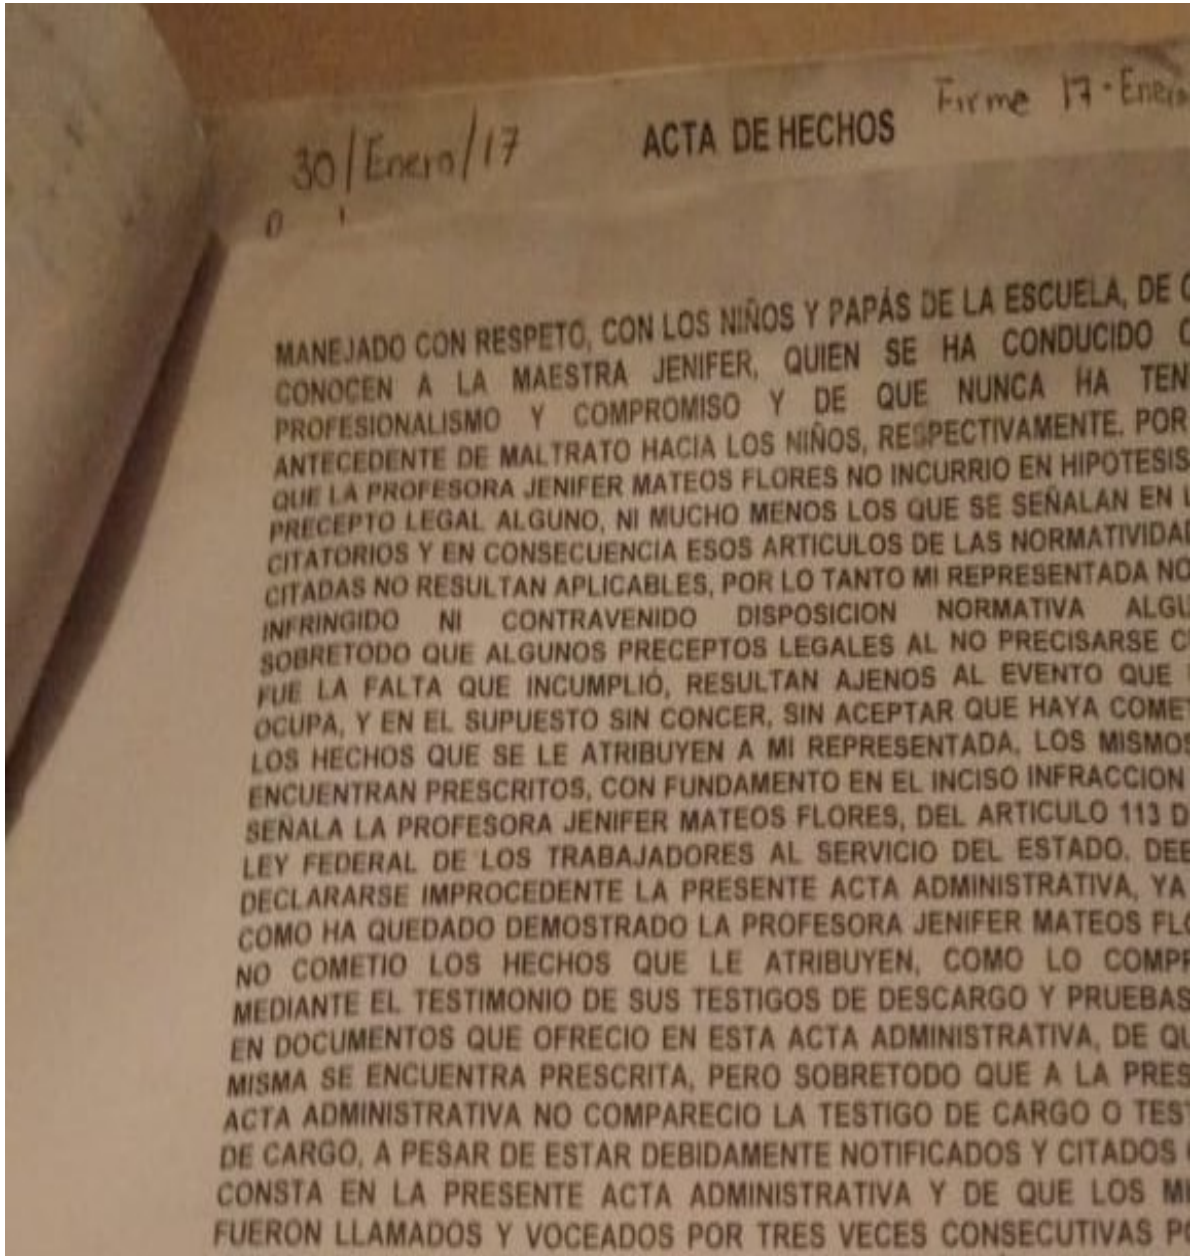 Firme 17-Enero
30/Enero/17 ACTA DE HECHOS
MANEJADO CON RESPETO, CON LOS NIÑOS Y PAPÁS DE LA ESCUELA, DE
CONOCEN A LA MAESTRA JENIFER, QUIEN SE HA CONDUCIDO
PROFESIONALISMO Y COMPROMISO Y DE QUE NUNCA HA TEN
ANTECEDENTE DE MALTRATO HACIA LOS NIÑOS, RESPECTIVAMENTE. POR
QUE LA PROFESORA JENIFER MATEOS FLORES NO INCURRIO EN HIPOTESIS
PRECEPTO LEGAL ALGUNO, NI MUCHO MENOS LOS QUE SE SEÑALAN EN
CITATORIOS Y EN CONSECUENCIA ESOS ARTICULOS DE LAS NORMATIVIDA
CITADAS NO RESULTAN APLICABLES, POR LO TANTO MI REPRESENTADA NO
INFRINGIDO NI CONTRAVENIDO DISPOSICION NORMATIVA ALGU
SOBRETODO QUE ALGUNOS PRECEPTOS LEGALES AL NO PRECISARSE C
FUE LA FALTA QUE INCUMPLIÓ, RESULTAN AJENOS AL EVENTO QUE
OCUPA, Y EN EL SUPUESTO SIN CONCER, SIN ACEPTAR QUE HAYA COMET
LOS HECHOS QUE SE LE ATRIBUYEN A MI REPRESENTADA, LOS MISMOS
ENCUENTRAN PRESCRITOS, CON FUNDAMENTO EN EL INCISO INFRACCION
SEÑALA LA PROFESORA JENIFER MATEOS FLORES, DEL ARTICULO 113 D
LEY FEDERAL DE LOS TRABAJADORES AL SERVICIO DEL ESTADO. DEB
DECLARARSE IMPROCEDENTE LA PRESENTE ACTA ADMINISTRATIVA, YA
COMO HA QUEDADO DEMOSTRADO LA PROFESORA JENIFER MATEOS FLO
NO COMETIO LOS HECHOS QUE LE ATRIBUYEN, COMO LO COMPR
MEDIANTE EL TESTIMONIO DE SUS TESTIGOS DE DESCARGO Y PRUEBAS
EN DOCUMENTOS QUE OFRECIO EN ESTA ACTA ADMINISTRATIVA, DE QU
MISMA SE ENCUENTRA PRESCRITA, PERO SOBRETODO QUE A LA PRES
ACTA ADMINISTRATIVA NO COMPARECIO LA TESTIGO DE CARGO O TEST
DE CARGO, A PESAR DE ESTAR DEBIDAMENTE NOTIFICADOS Y CITADOS
CONSTA EN LA PRESENTE ACTA ADMINISTRATIVA Y DE QUE LOS MI
FUERON LLAMADOS Y VOCEADOS POR TRES VECES CONSECUTIVAS PO